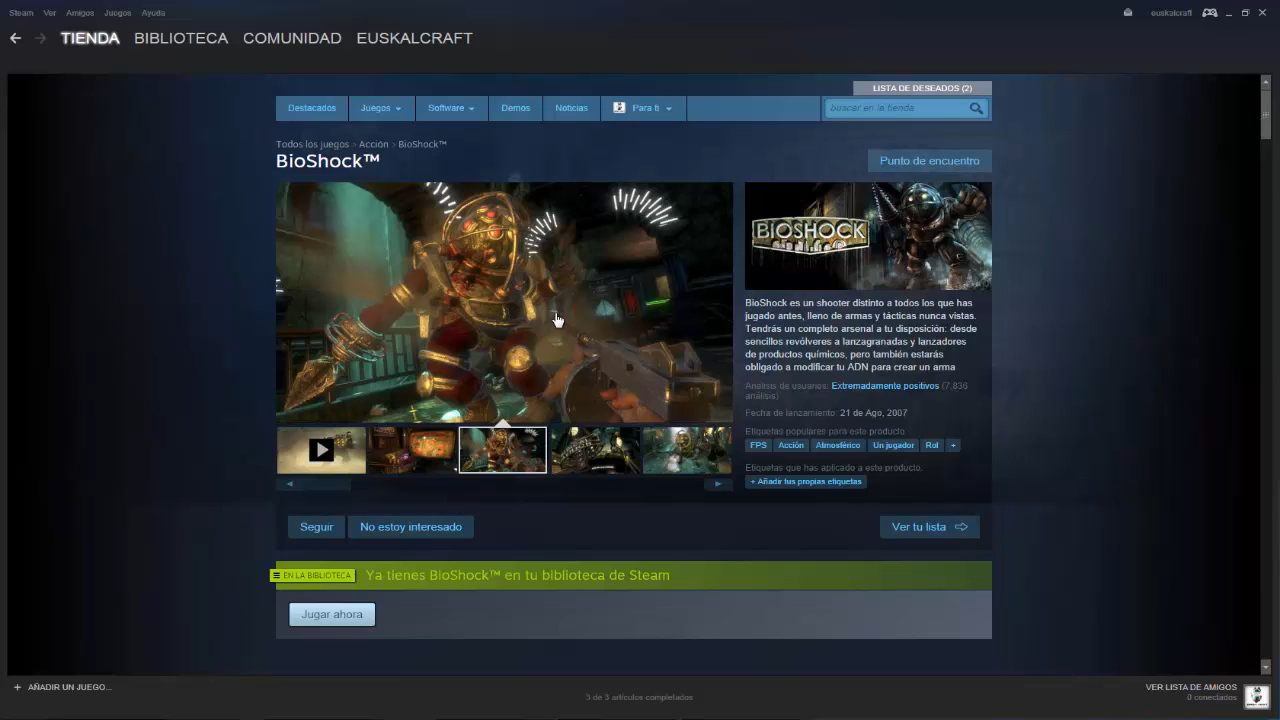 Steam Ver Amigos Juegos Ayuda
euskalcraft
TIENDA BIBLIOTECA COMUNIDAD EUSKALCRAFT
LISTA DE DESEADOS (2)
Destacados Juegos Software Demos Noticias Para ti
buscar en la tienda
Todos los juegos > Acción > BioShock™
BioShock™
Punto de encuentro
BIOSHOCK
BioShock es un shooter distinto a todos los que has
jugado antes, lleno de armas y tácticas nunca vistas.
Tendrás un completo arsenal a tu disposición: desde
sencillos revólveres a lanzagranadas y lanzadores
de productos químicos, pero también estarás
obligado a modificar tu ADN para crear un arma
Análisis de usuarios: Extremadamente positivos (7,836
análisis)
Fecha de lanzamiento: 21 de Ago, 2007
Etiquetas populares para este producto:
FPS Acción Atmosférico Un jugador Rol +
Etiquetas que has aplicado a este producto:
+ Añadir tus propias etiquetas
Seguir No estoy interesado Ver tu lista
EN LA BIBLIOTECA Ya tienes BioShock™ en tu biblioteca de Steam
Jugar ahora
+ AÑADIR UN JUEGO...
3 de 3 artículos completados
VER LISTA DE AMIGOS
0 conectados